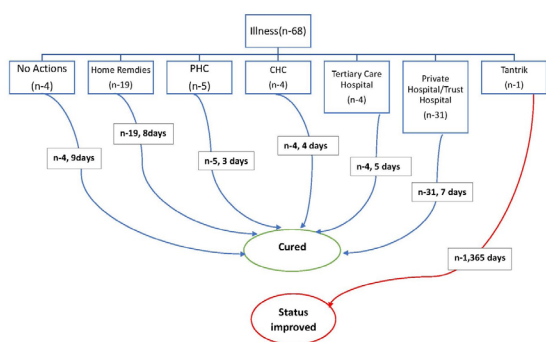 Illness(n-68)
No Actions
(n-4)
Home Remdies
(n-19)
PHC
(n-5)
CHC
(n-4)
Tertiary Care
Hospital
(n-4)
Private
Hospital/Trust
Hospital
(n-31)
Tantrik
(n-1)
n-4, 9days
n-19, 8days
n-5, 3 days
n-4, 4 days
n-4, 5 days
n-31, 7 days
n-1,365 days
Cured
Status
improved